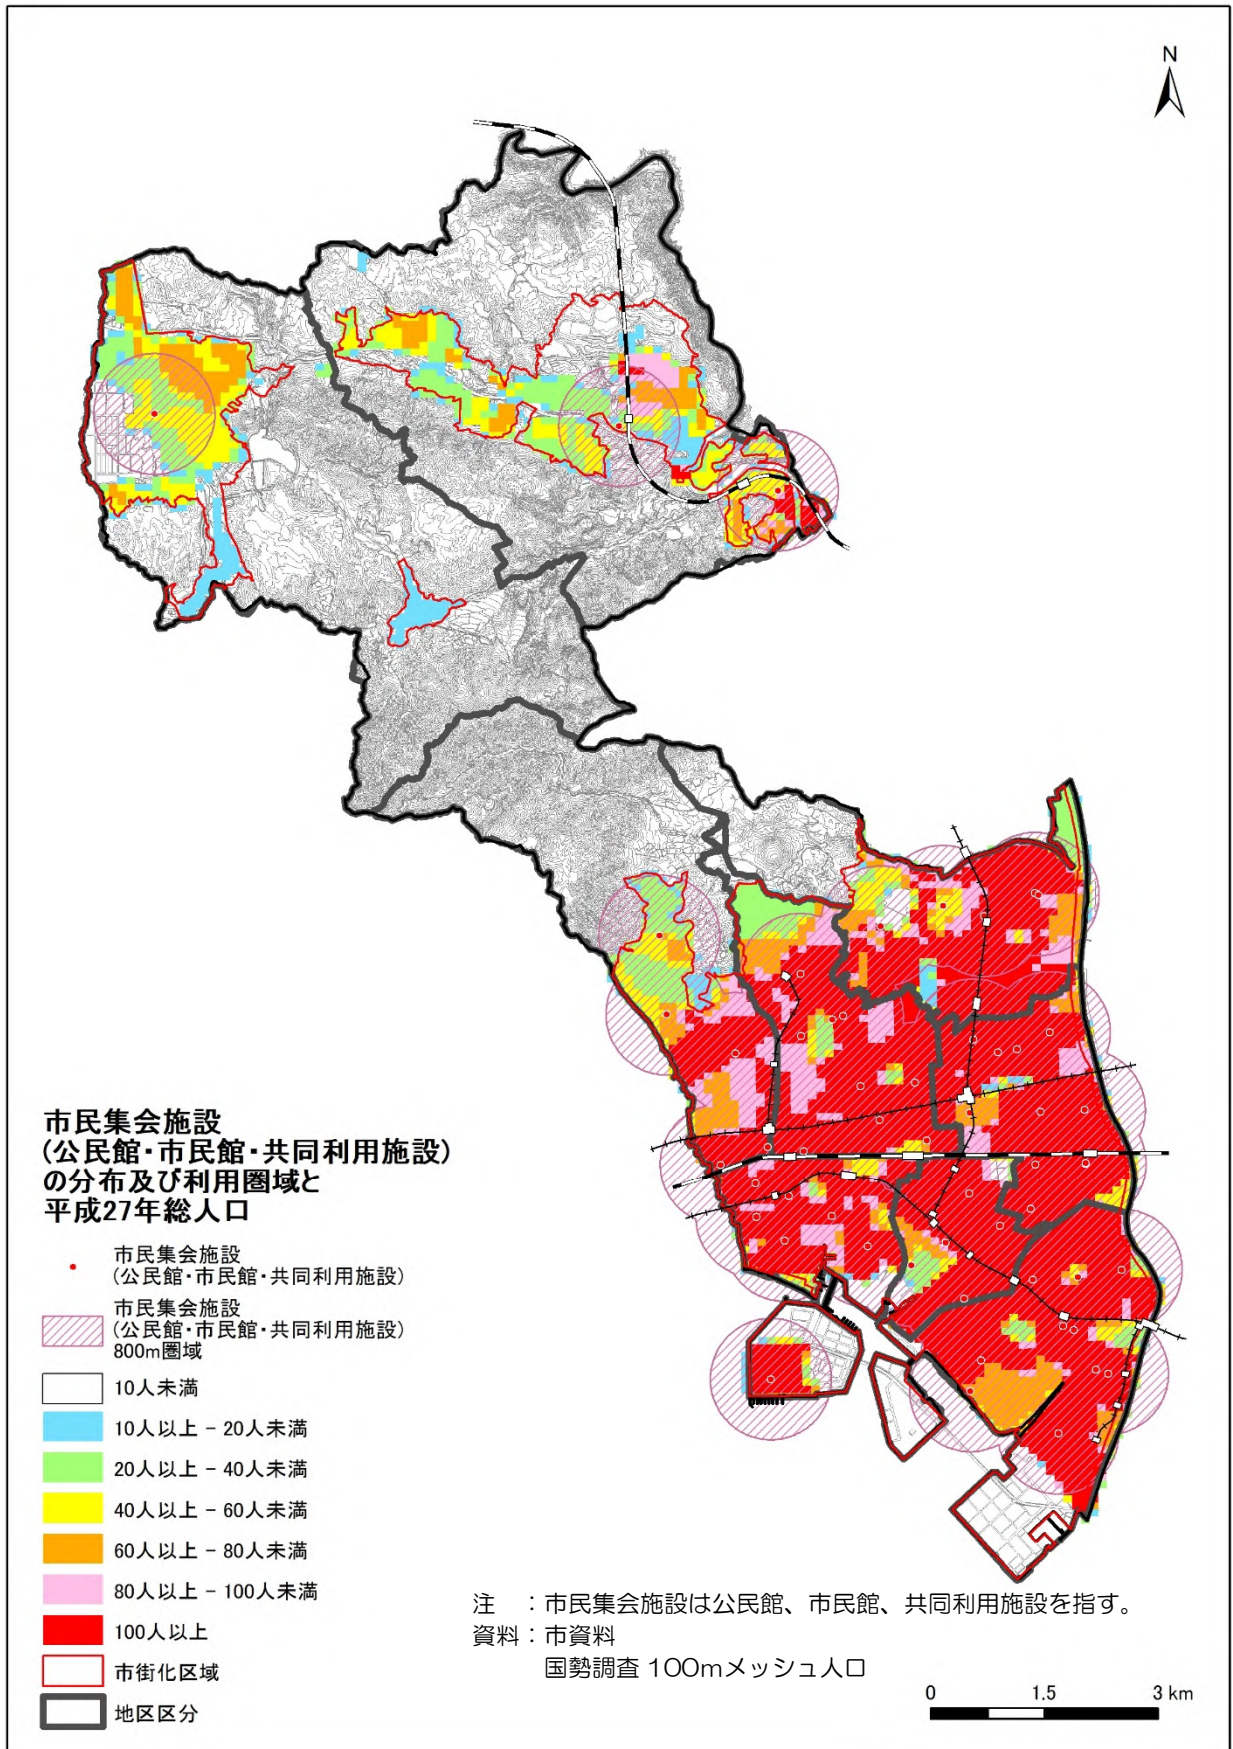 N
市民集会施設
(公民館・市民館・共同利用施設)
の分布及び利用圏域と
平成27年総人口
市民集会施設
(公民館・市民館・共同利用施設)
市民集会施設
(公民館・市民館・共同利用施設)
800m圏域
10人未満
10人以上 - 20人未満
20人以上 - 40人未満
40人以上 - 60人未満
60人以上 - 80人未満
80人以上 - 100人未満
100人以上
市街化区域
地区区分
注　：市民集会施設は公民館、市民館、共同利用施設を指す。
資料：市資料
国勢調査 100mメッシュ人口
0 1.5 3 km